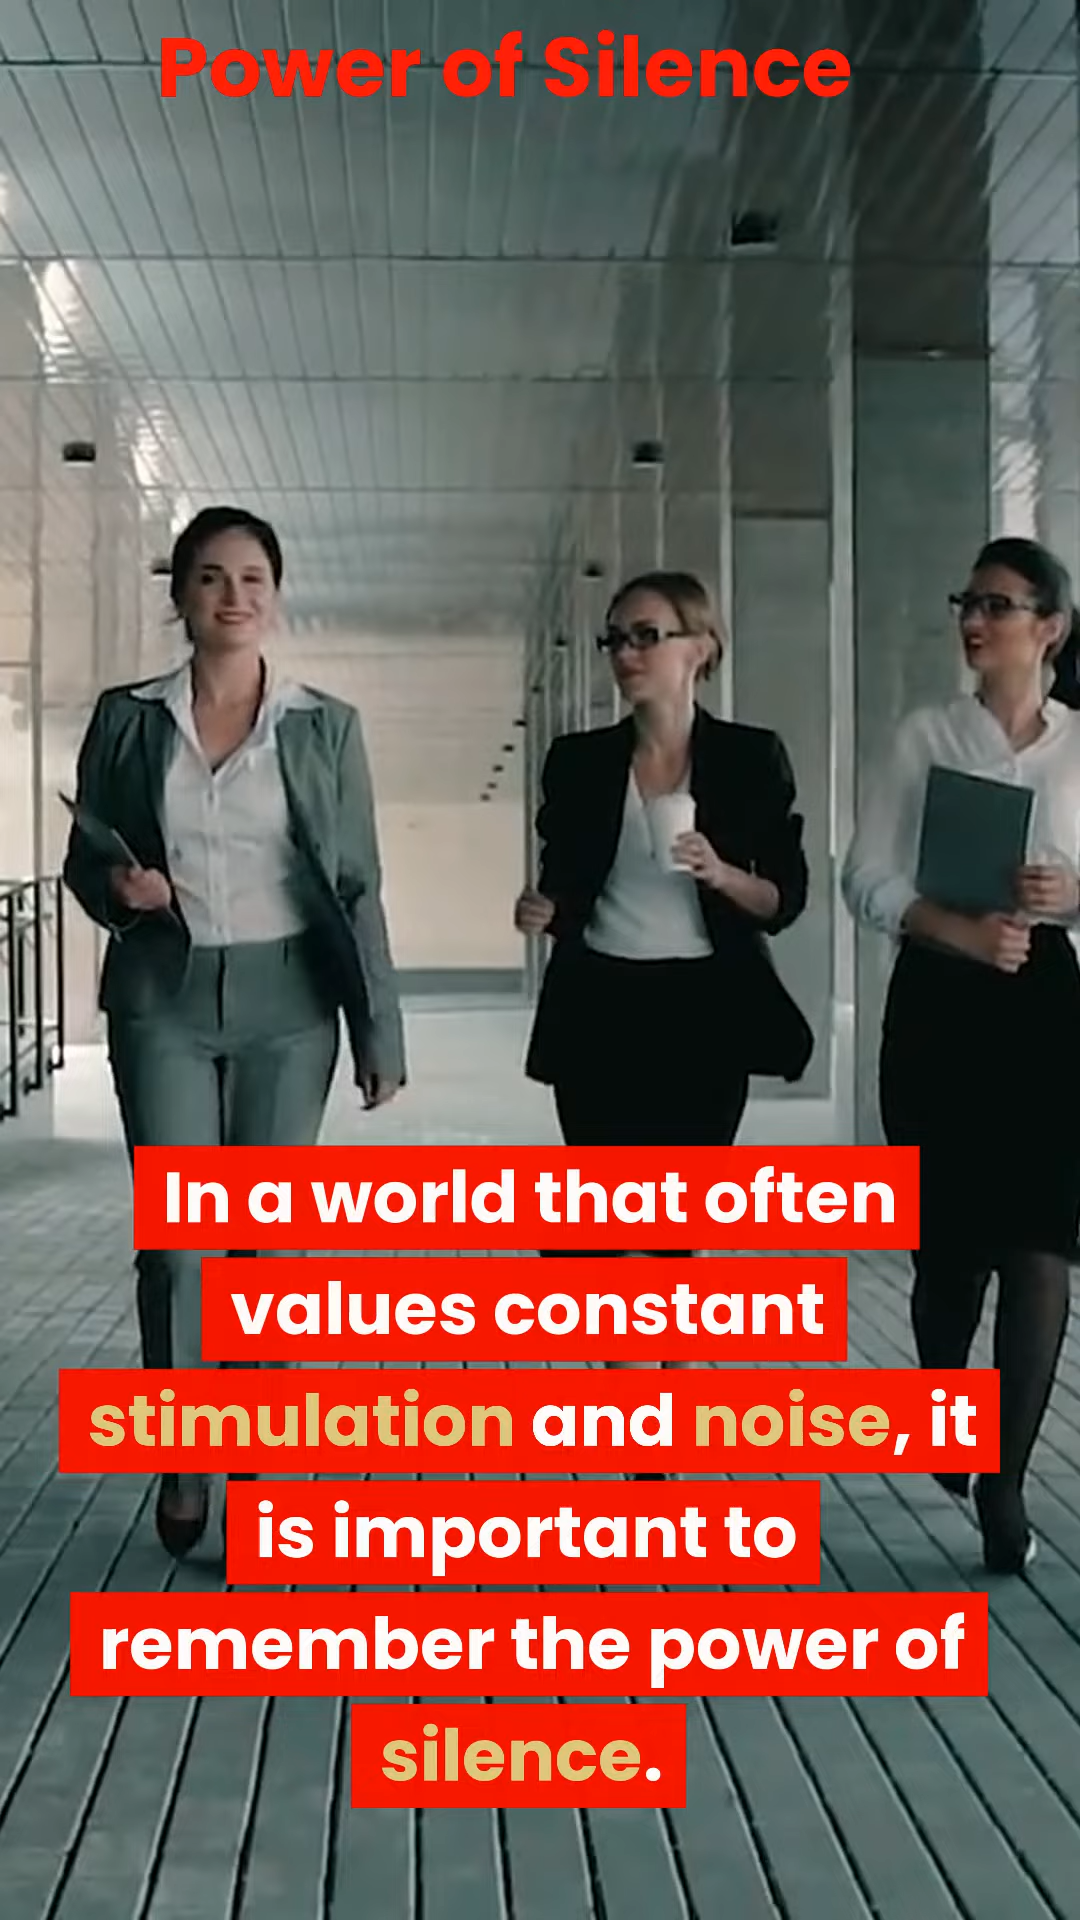 Power of Silence
In a world that often
values constant
stimulation and noise, it
is important to
remember the power of
silence.